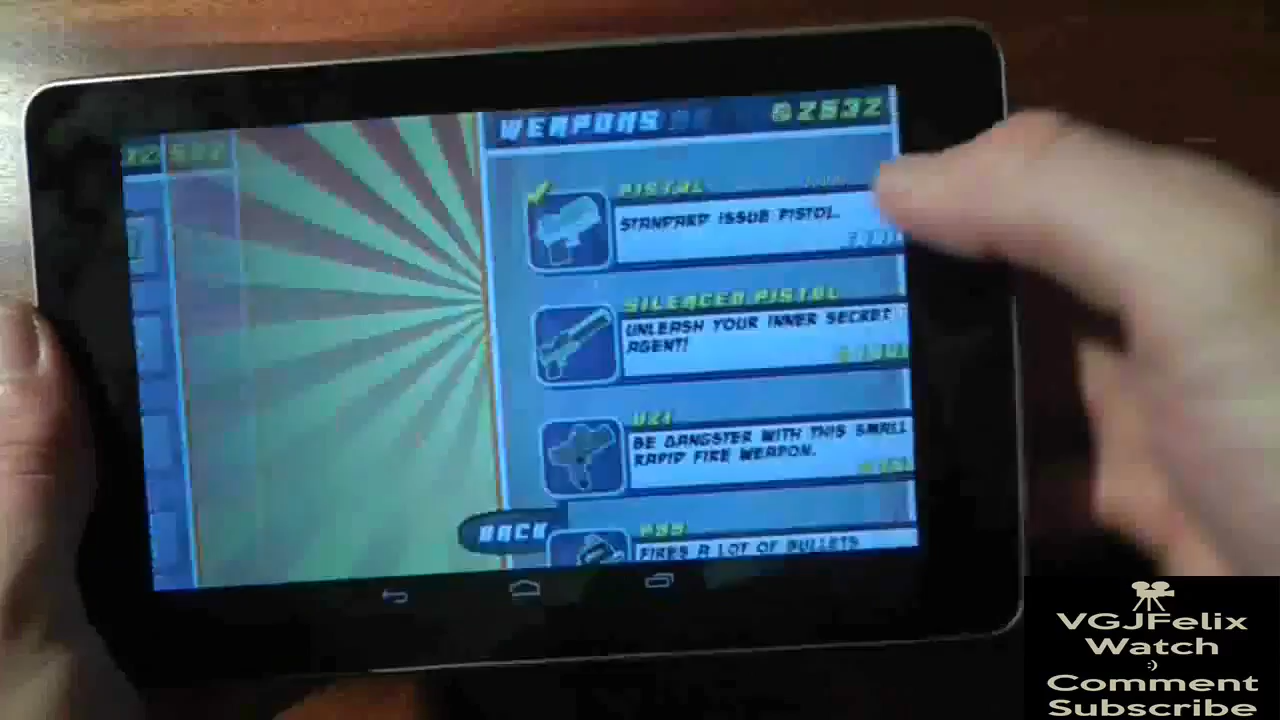 WEAPONS
2532
PISTOL
STANDARD ISSUE PISTOL.
SILENCED PISTOL
UNLEASH YOUR INNER SECRET
AGENT!
UZI
BE GANGSTER WITH THIS SMALL
RAPID FIRE WEAPON.
P90
FIRES A LOT OF BULLETS
BACK
VGJFelix
Watch
:)
Comment
Subscribe